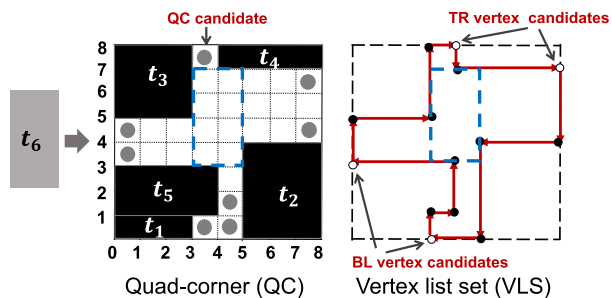 QC candidate
TR vertex candidates
8
7
6
5
4
3
2
1
t3
t4
t6
t5
t2
t1
0 1 2 3 4 5 6 7 8
BL vertex candidates
Quad-corner (QC)
Vertex list set (VLS)